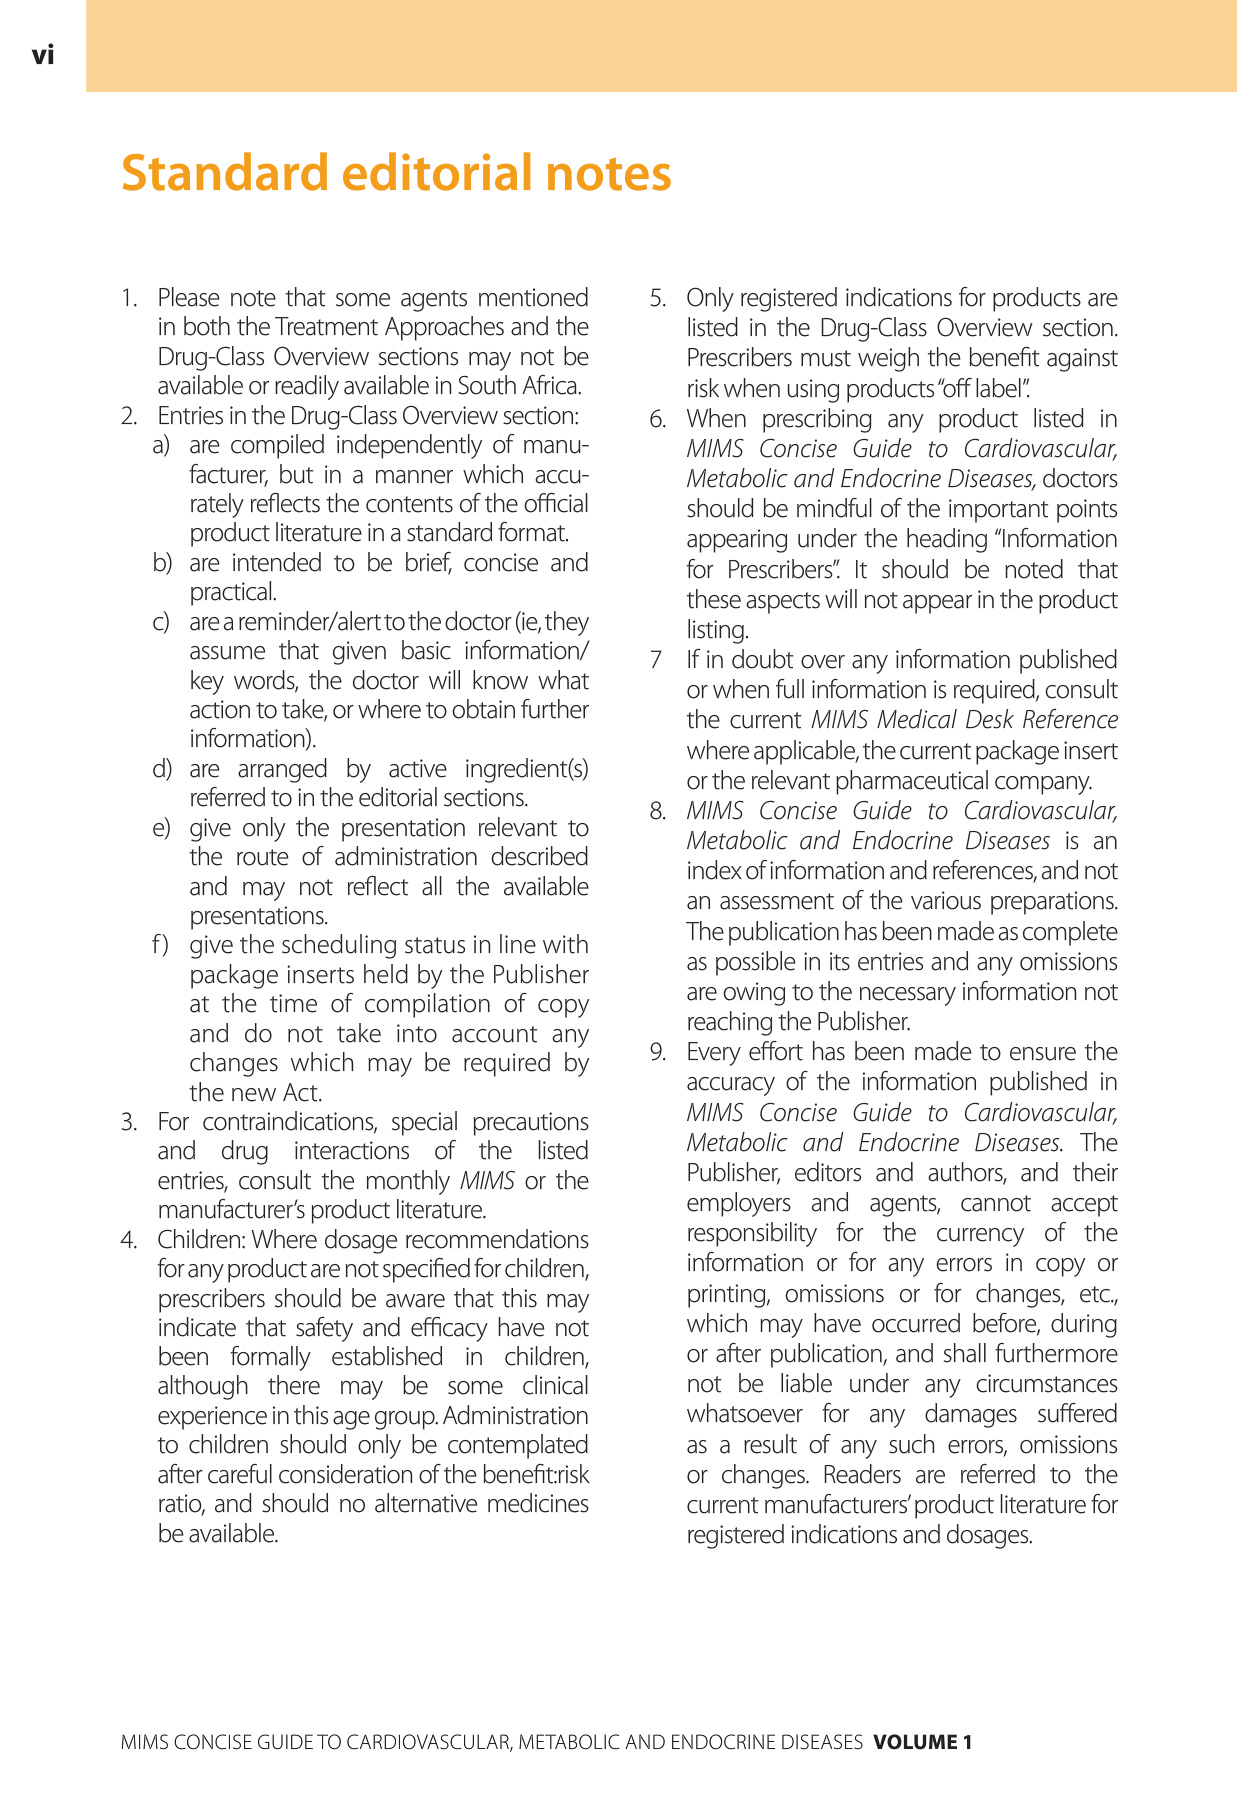 vi
Standard editorial notes
1. Please note that some agents mentioned
in both the Treatment Approaches and the
Drug-Class Overview sections may not be
available or readily available in South Africa.
2. Entries in the Drug-Class Overview section:
a) are compiled independently of manu-
facturer, but in a manner which accu-
rately reflects the contents of the official
product literature in a standard format.
b) are intended to be brief, concise and
practical.
c) are a reminder/alert to the doctor (ie, they
assume that given basic information/
key words, the doctor will know what
action to take, or where to obtain further
information).
d) are arranged by active ingredient(s)
referred to in the editorial sections.
e) give only the presentation relevant to
the route of administration described
and may not reflect all the available
presentations.
f) give the scheduling status in line with
package inserts held by the Publisher
at the time of compilation of copy
and do not take into account any
changes which may be required by
the new Act.
3. For contraindications, special precautions
and drug interactions of the listed
entries, consult the monthly MIMS or the
manufacturer's product literature.
4. Children: Where dosage recommendations
for any product are not specified for children,
prescribers should be aware that this may
indicate that safety and efficacy have not
been formally established in children,
although there may be some clinical
experience in this age group. Administration
to children should only be contemplated
after careful consideration of the benefit:risk
ratio, and should no alternative medicines
be available.
5. Only registered indications for products are
listed in the Drug-Class Overview section.
Prescribers must weigh the benefit against
risk when using products “off label”.
6. When prescribing any product listed in
MIMS Concise Guide to Cardiovascular,
Metabolic and Endocrine Diseases, doctors
should be mindful of the important points
appearing under the heading “Information
for Prescribers”. It should be noted that
these aspects will not appear in the product
listing.
7 If in doubt over any information published
or when full information is required, consult
the current MIMS Medical Desk Reference
where applicable, the current package insert
or the relevant pharmaceutical company.
8. MIMS Concise Guide to Cardiovascular,
Metabolic and Endocrine Diseases is an
index of information and references, and not
an assessment of the various preparations.
The publication has been made as complete
as possible in its entries and any omissions
are owing to the necessary information not
reaching the Publisher.
9. Every effort has been made to ensure the
accuracy of the information published in
MIMS Concise Guide to Cardiovascular,
Metabolic and Endocrine Diseases. The
Publisher, editors and authors, and their
employers and agents, cannot accept
responsibility for the currency of the
information or for any errors in copy or
printing, omissions or for changes, etc.,
which may have occurred before, during
or after publication, and shall furthermore
not be liable under any circumstances
whatsoever for any damages suffered
as a result of any such errors, omissions
or changes. Readers are referred to the
current manufacturers’ product literature for
registered indications and dosages.
MIMS CONCISE GUIDE TO CARDIOVASCULAR, METABOLIC AND ENDOCRINE DISEASES VOLUME 1